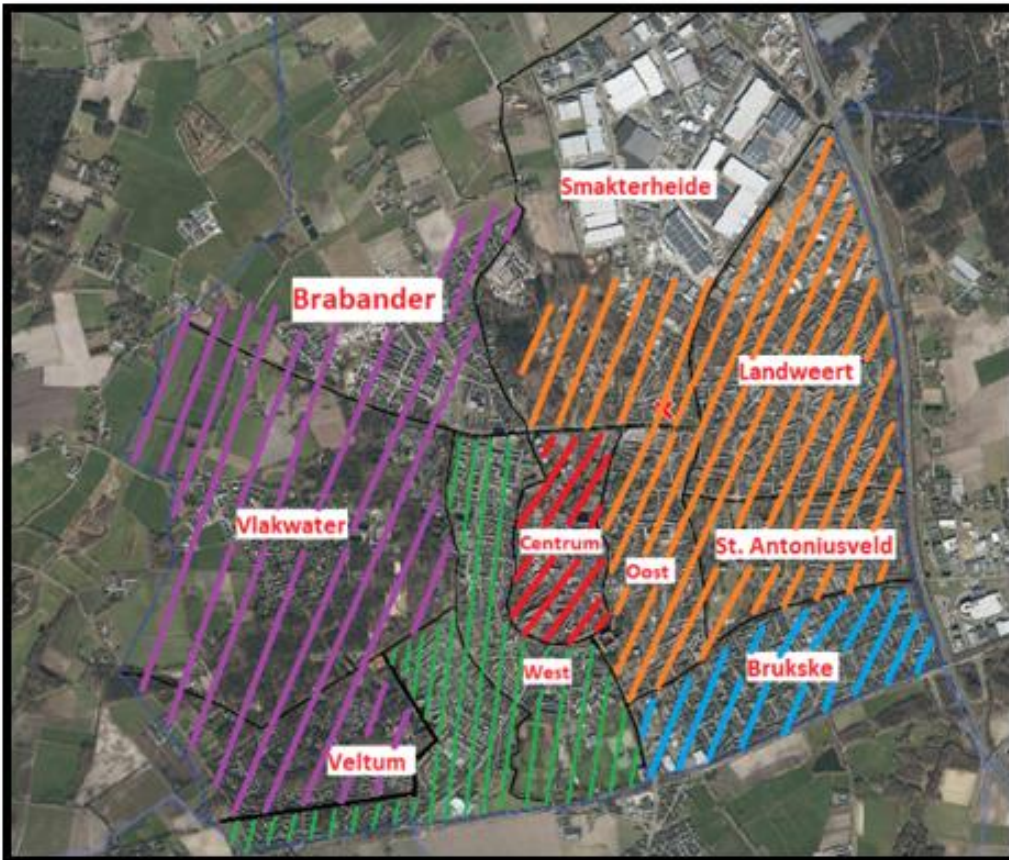 Smakterheide
Brabander
Landweert
x
Vlakwater
Centrum
St. Antoniusveld
Oost
West
Brukske
Veltum